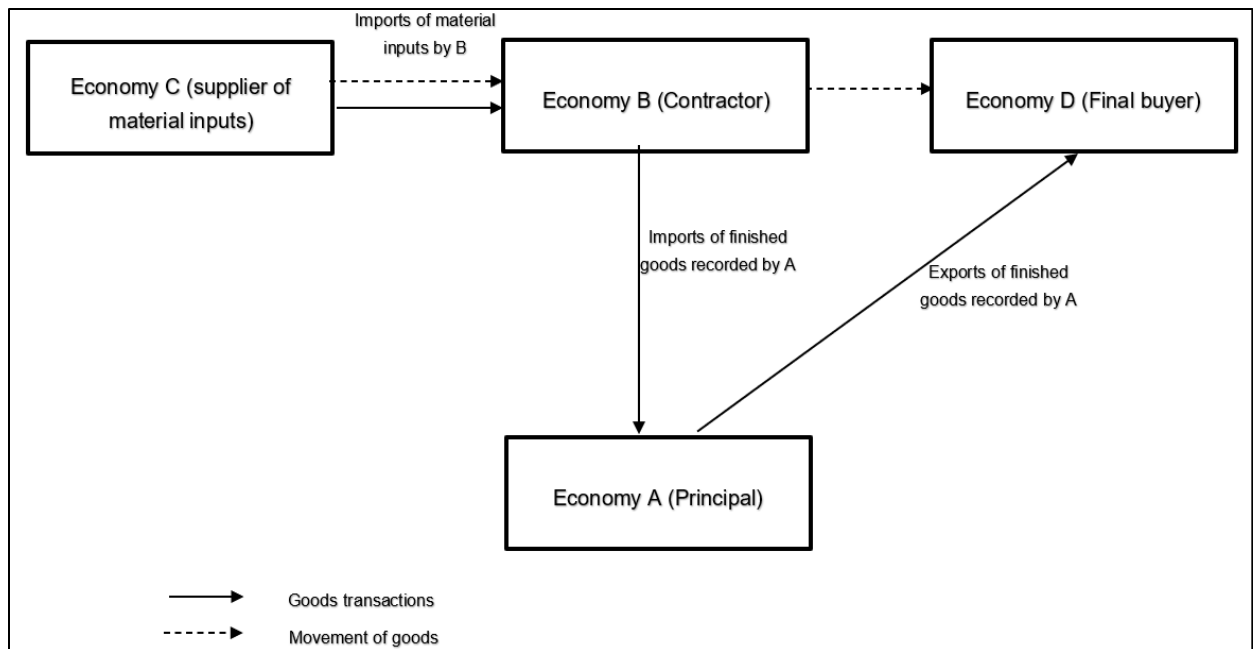 Imports of material
inputs by B
Economy C (supplier of
material inputs)
Economy B (Contractor)
Economy D (Final buyer)
Imports of finished
goods recorded by A
Exports of finished
goods recorded by A
Economy A (Principal)
Goods transactions
Movement of goods